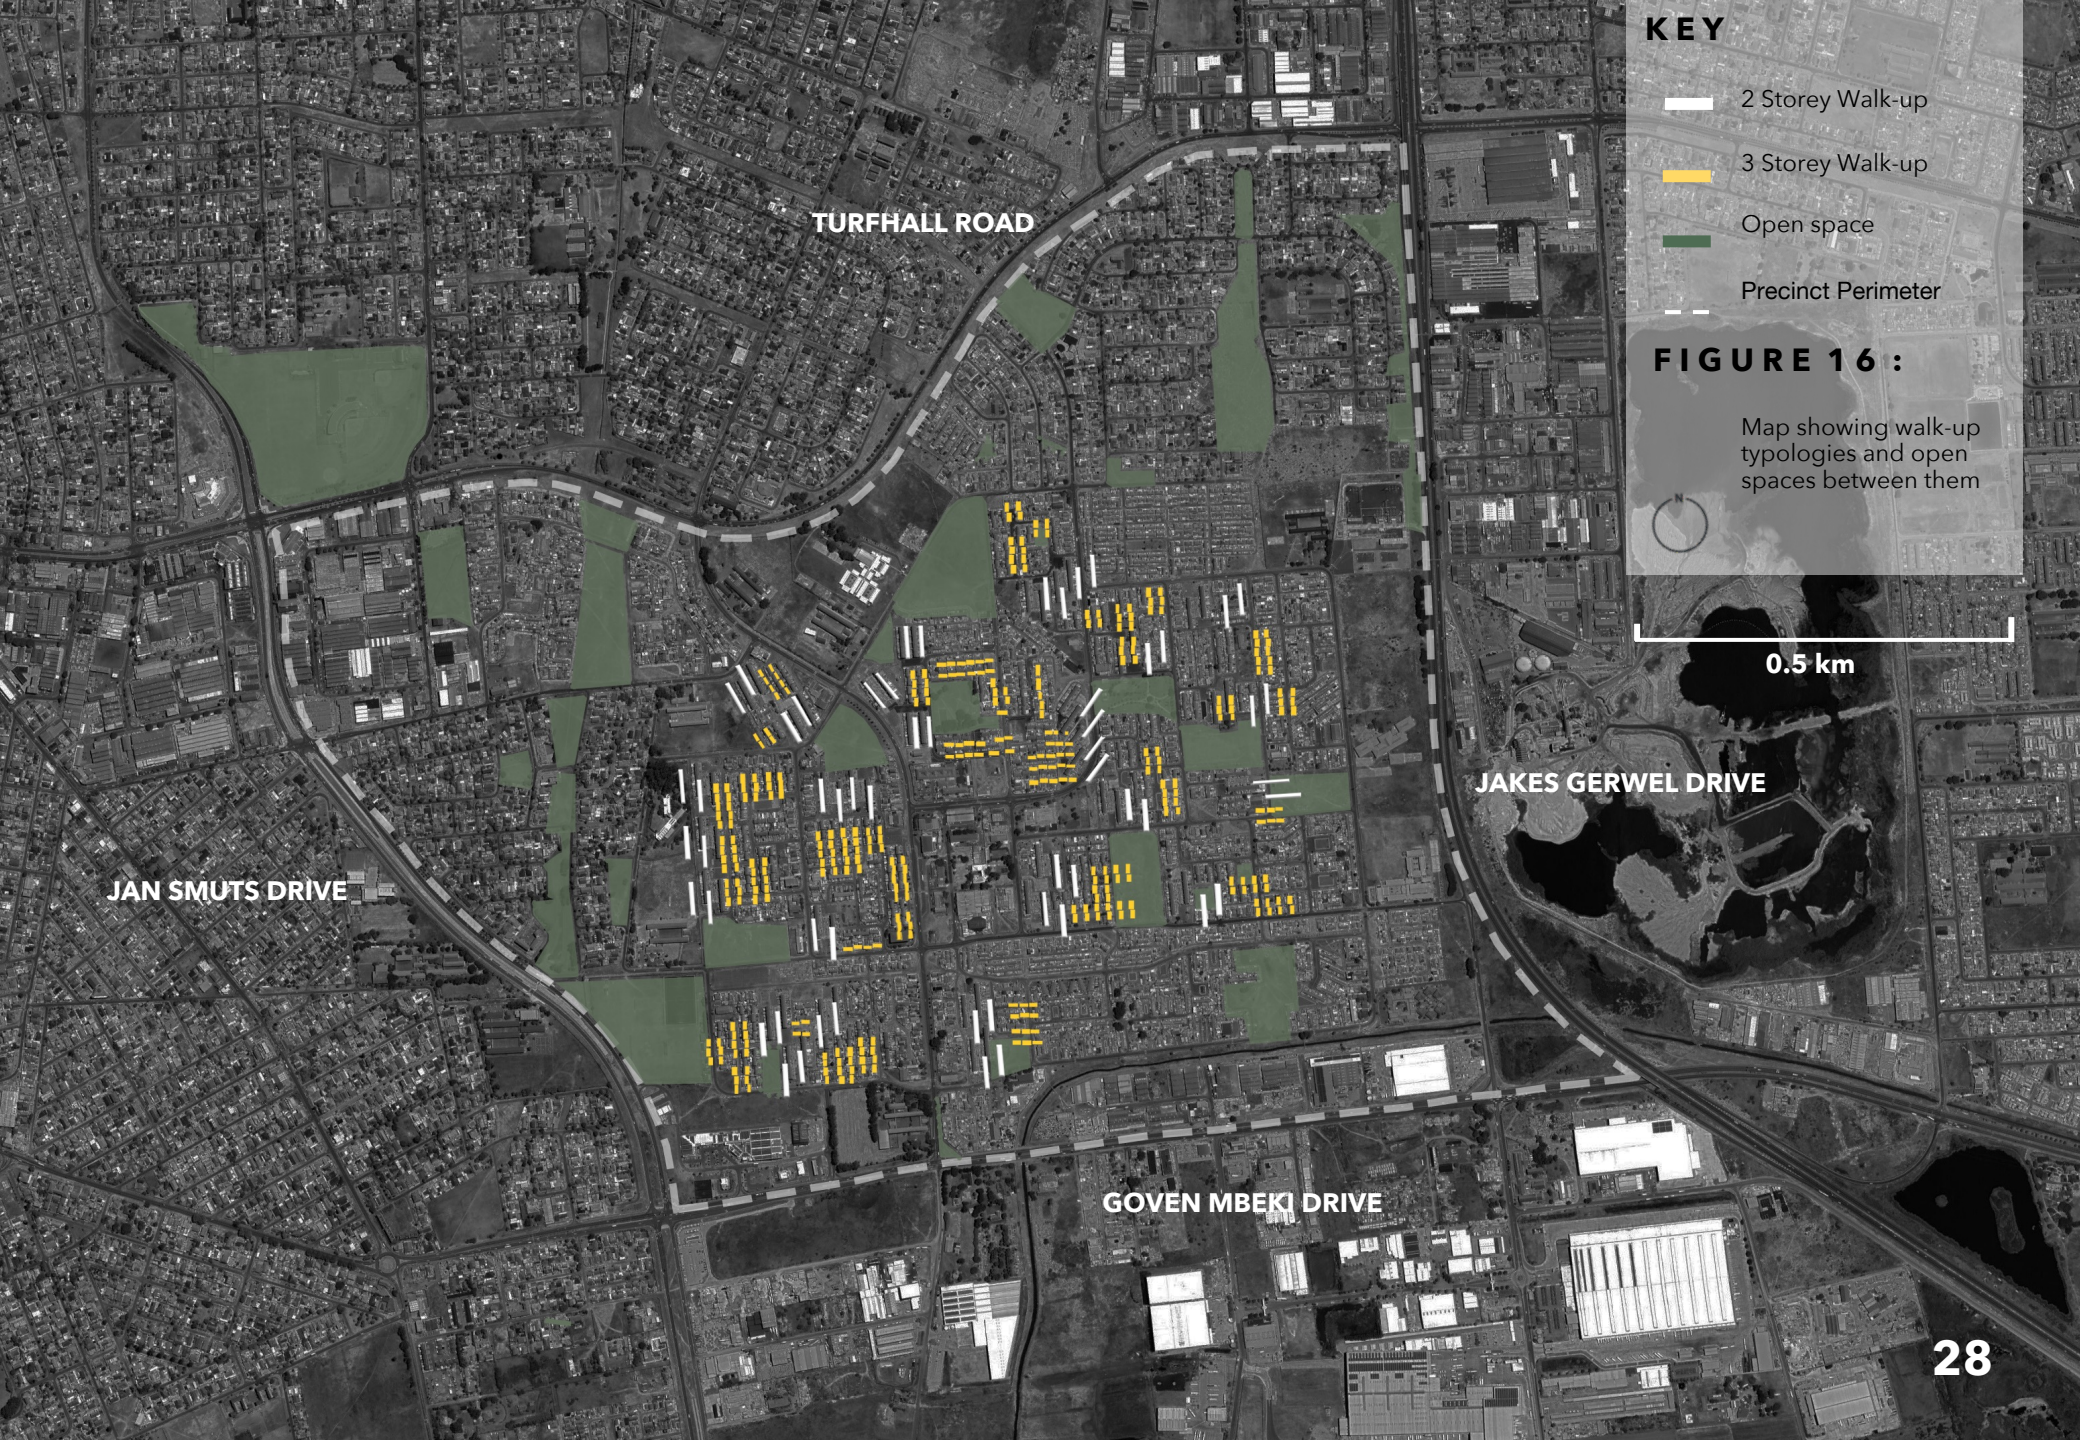 KEY
2 Storey Walk-up
3 Storey Walk-up
Open space
Precinct Perimeter
FIGURE 16 :
Map showing walk-up
typologies and open
spaces between them
N
0.5 km
TURFHALL ROAD
JAKES GERWEL DRIVE
JAN SMUTS DRIVE
GOVEN MBEKI DRIVE
28